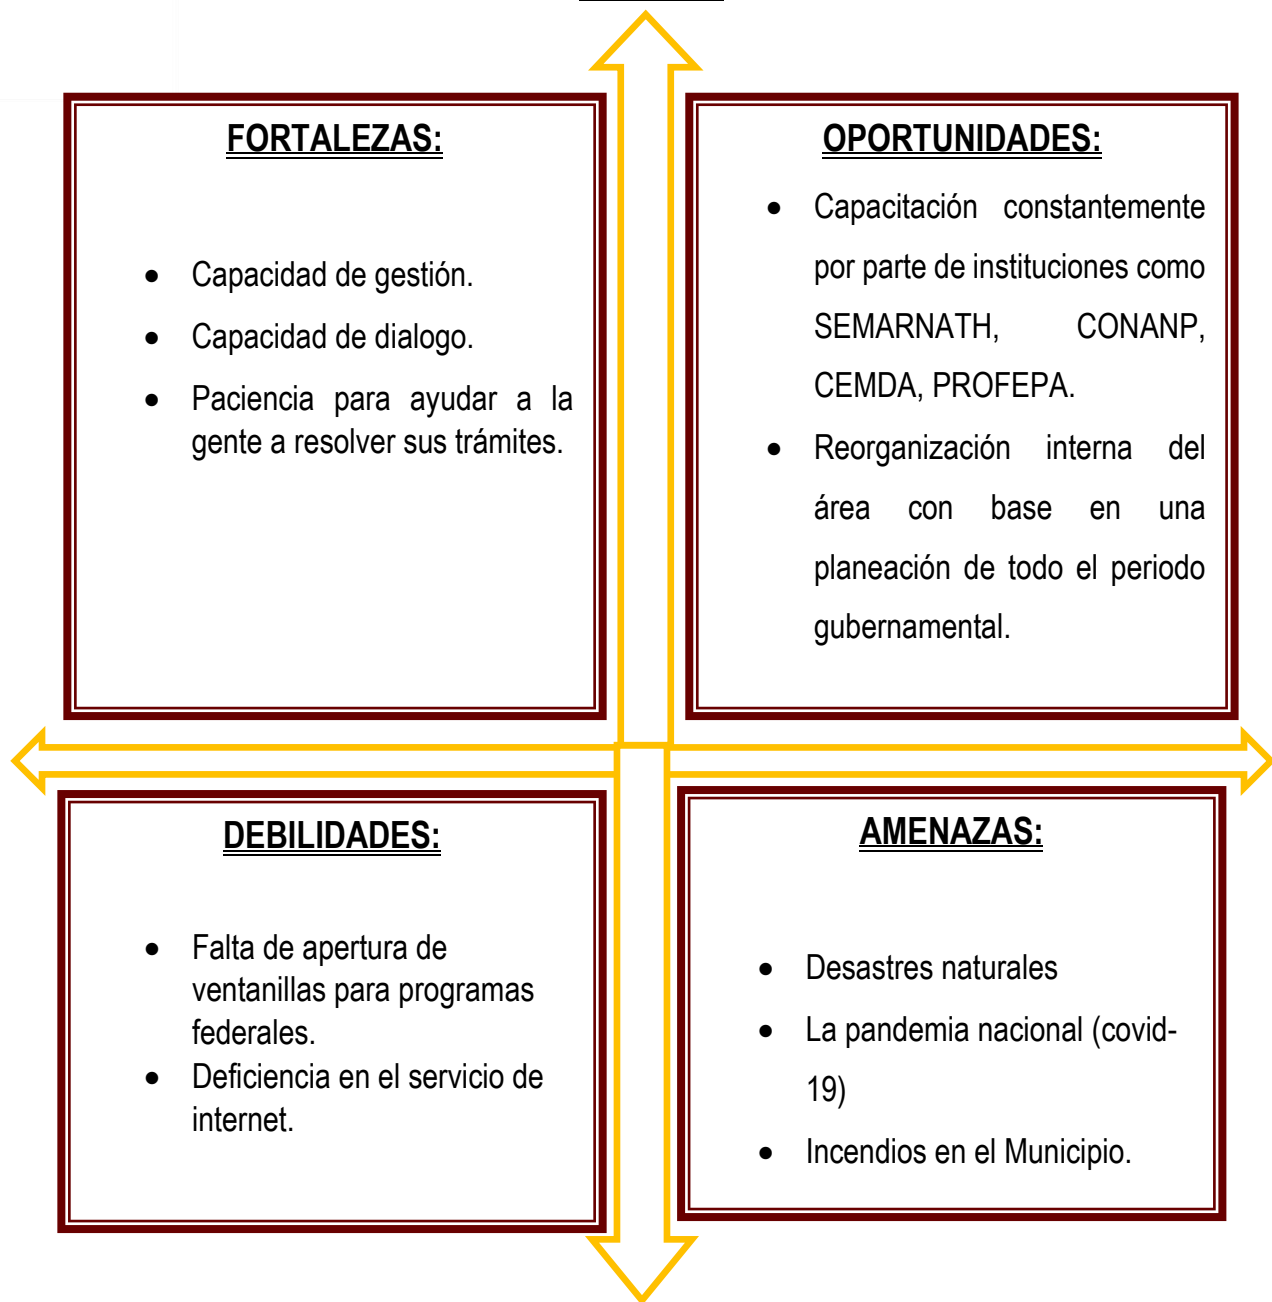 FORTALEZAS:
• Capacidad de gestión.
• Capacidad de dialogo.
• Paciencia para ayudar a la
gente a resolver sus trámites.
OPORTUNIDADES:
• Capacitación constantemente
por parte de instituciones como
SEMARNATH, CONANP,
CEMDA, PROFEPA.
• Reorganización interna del
área con base en una
planeación de todo el periodo
gubernamental.
DEBILIDADES:
• Falta de apertura de
ventanillas para programas
federales.
• Deficiencia en el servicio de
internet.
AMENAZAS:
• Desastres naturales
• La pandemia nacional (covid-
19)
• Incendios en el Municipio.